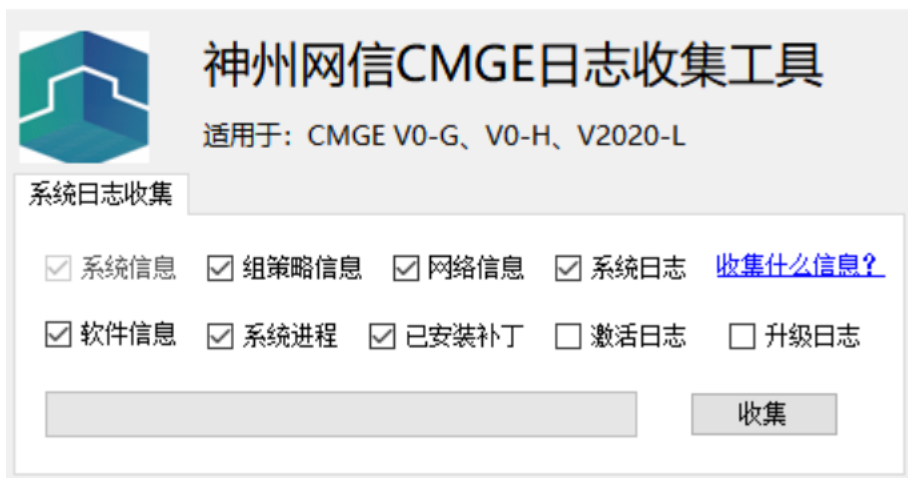 神州网信CMGE日志收集工具
适用于：CMGE V0-G、V0-H、V2020-L
系统日志收集
系统信息 组策略信息 网络信息 系统日志 收集什么信息？
软件信息 系统进程 已安装补丁 激活日志 升级日志
收集